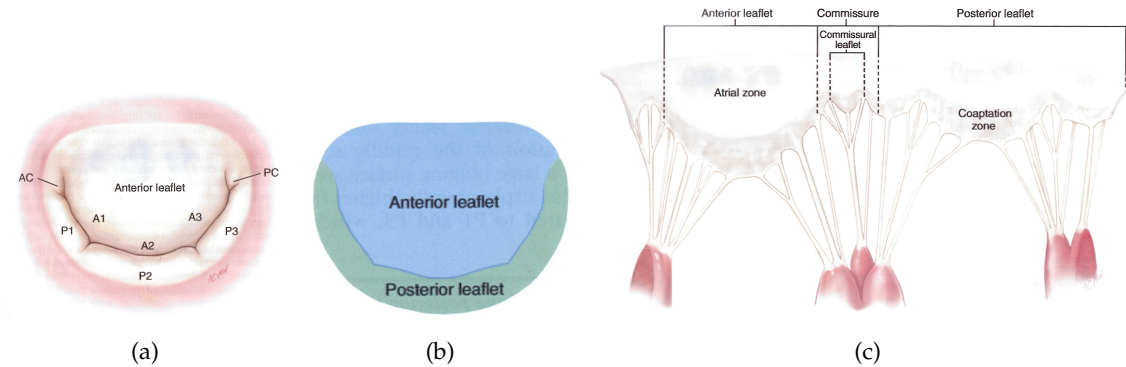 AC
Anterior leaflet
PC
A1
A3
P1
A2
P3
P2
(a)
Anterior leaflet
Posterior leaflet
(b)
Anterior leaflet
Commissure
Posterior leaflet
Commissural
leaflet
Atrial zone
Coaptation
zone
(c)